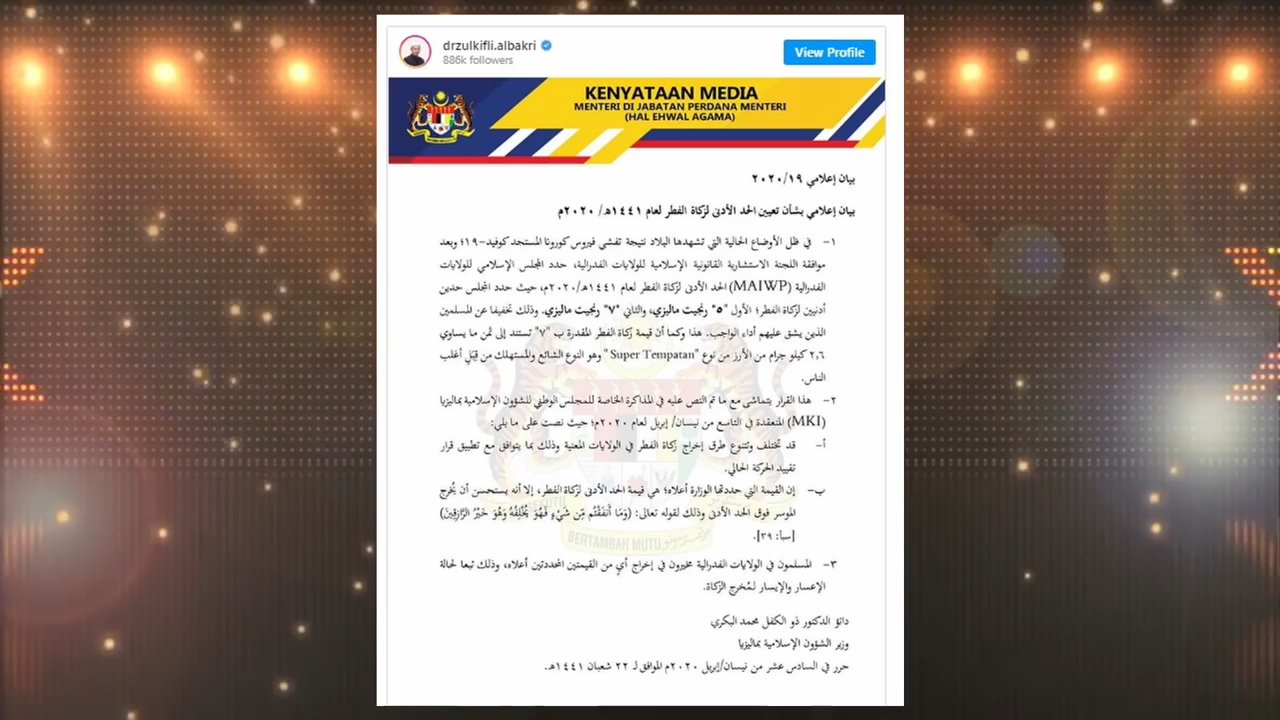 drzulkifli.albakri
886k followers
View Profile
KENYATAAN MEDIA
MENTERI DI JABATAN PERDANA MENTERI
(HAL EHWAL AGAMA)
بيان إعلامي ٢٠٢٠/١٩
بيان إعلامي بشأن تعيين الحد الأدنى لزكاة الفطر لعام ١٤٤١هـ/ ٢٠٢٠م
١- في ظل الأوضاع الحالية التي تشهدها البلاد نتيجة تفشي فيروس كورونا المستجد كوفيد-١٩؛ وبعد
موافقة اللجنة الاستشارية القانونية الإسلامية للولايات الفدرالية، حدد المجلس الإسلامي للولايات
الفدرالية (MAIWP) الحد الأدنى لزكاة الفطر لعام ١٤٤١هـ/٢٠٢٠م، حيث حدد المجلس حدين
أدنيين لزكاة الفطر؛ الأول "٥" رنجيت ماليزي، والثاني "٧" رنجيت ماليزي. وذلك تخفيفا عن المسلمين
الذين يشق عليهم أداء الواجب. هذا وكما أن قيمة زكاة الفطر المقدرة ب "٧" تستند إلى ثمن ما يساوي
٢,٦ كيلو جرام من الأرز من نوع "Super Tempatan" وهو النوع الشائع والمستهلك من قِبَلِ أغلب
الناس.
٢- هذا القرار يتماشى مع ما تم النص عليه في المذاكرة الخاصة للمجلس الوطني للشؤون الإسلامية بماليزيا
(MKI) المنعقدة في التاسع من نيسان/ إبريل لعام ٢٠٢٠م؛ حيث نصت على ما يلي:
أ- قد تختلف وتتنوع طرق إخراج زكاة الفطر في الولايات المعنية وذلك بما يتوافق مع تطبيق قرار
تقييد الحركة الحالي.
ب- إن القيمة التي حددتها الوزارة أعلاه؛ هي قيمة الحد الأدنى لزكاة الفطر، إلا أنه يستحسن أن يُخرج
الموسر فوق الحد الأدنى وذلك لقوله تعالى: (وَمَا أَنفَقْتُم مِّن شَيْءٍ فَهُوَ يُخْلِفُهُ وَهُوَ خَيْرُ الرَّازِقِينَ)
[سبأ: ٣٩].
٣- المسلمون في الولايات الفدرالية مخيرون في إخراج أيٍ من القيمتين المحددتين أعلاه، وذلك تبعا لحالة
الإعسار والإيسار لـمُخرج الزكاة.
داتؤ الدكتور ذو الكفل محمد البكري
وزير الشؤون الإسلامية بماليزيا
حرر في السادس عشر من نيسان/إبريل ٢٠٢٠م الموافق لـ ٢٢ شعبان ١٤٤١هـ.
BERTAMBAH MUTU